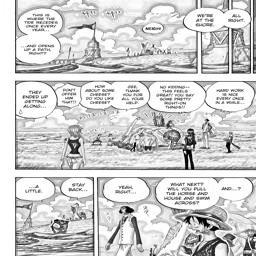 THIS IS
WHERE THE
TIDE RECEDES
ONCE EVERY
YEAR...
...AND OPENS
UP A PATH,
RIGHT?
NEIGH!
WE'RE
AT THE
SHORE.
ALL
RIGHT.
THEY
ENDED UP
GETTING
ALONG...
DON'T
OFFER
HIM
THAT!!
HOW
ABOUT SOME
CHEESE?
DO YOU LIKE
CHEESE?
GEE,
THANK
YOU FOR
ALL YOUR
HELP.
NO KIDDING--
THIS FEELS
GREAT! YOU SAY
SOME PRETTY
RIGHT-ON
THINGS!!
HARD WORK
IS NICE
EVERY ONCE
IN A WHILE...
...A
LITTLE.
STAY
BACK...
YEAH,
RIGHT...
WHAT NEXT?
WILL YOU PULL
THE HORSE
AND HOUSE
AND SWIM
ACROSS?
AND...?